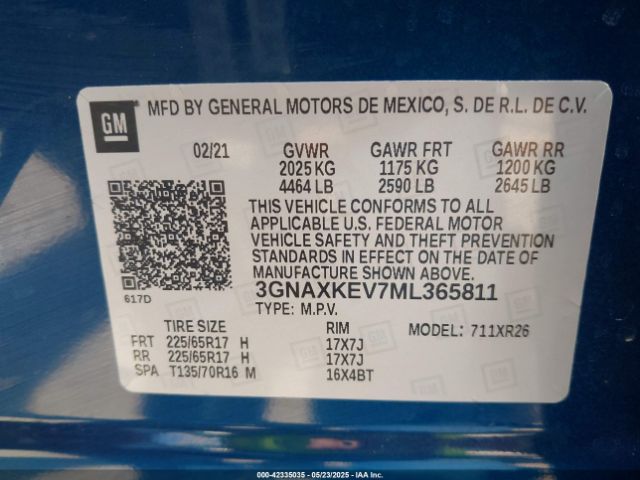 GM
MFD BY GENERAL MOTORS DE MEXICO, S. DE R.L. DE C.V.
02/21 GVWR GAWR FRT GAWR RR
2025 KG 1175 KG 1200 KG
4464 LB 2590 LB 2645 LB
THIS VEHICLE CONFORMS TO ALL
APPLICABLE U.S. FEDERAL MOTOR
VEHICLE SAFETY AND THEFT PREVENTION
STANDARDS IN EFFECT ON THE DATE OF
MANUFACTURE SHOWN ABOVE.
3GNAXKEV7ML365811
617D
TYPE: M.P.V.
TIRE SIZE RIM MODEL: 711XR26
FRT 225/65R17 H 17X7J
RR 225/65R17 H 17X7J
SPA T135/70R16 M 16X4BT
000-42335035 - 05/23/2025 - IAA Inc.